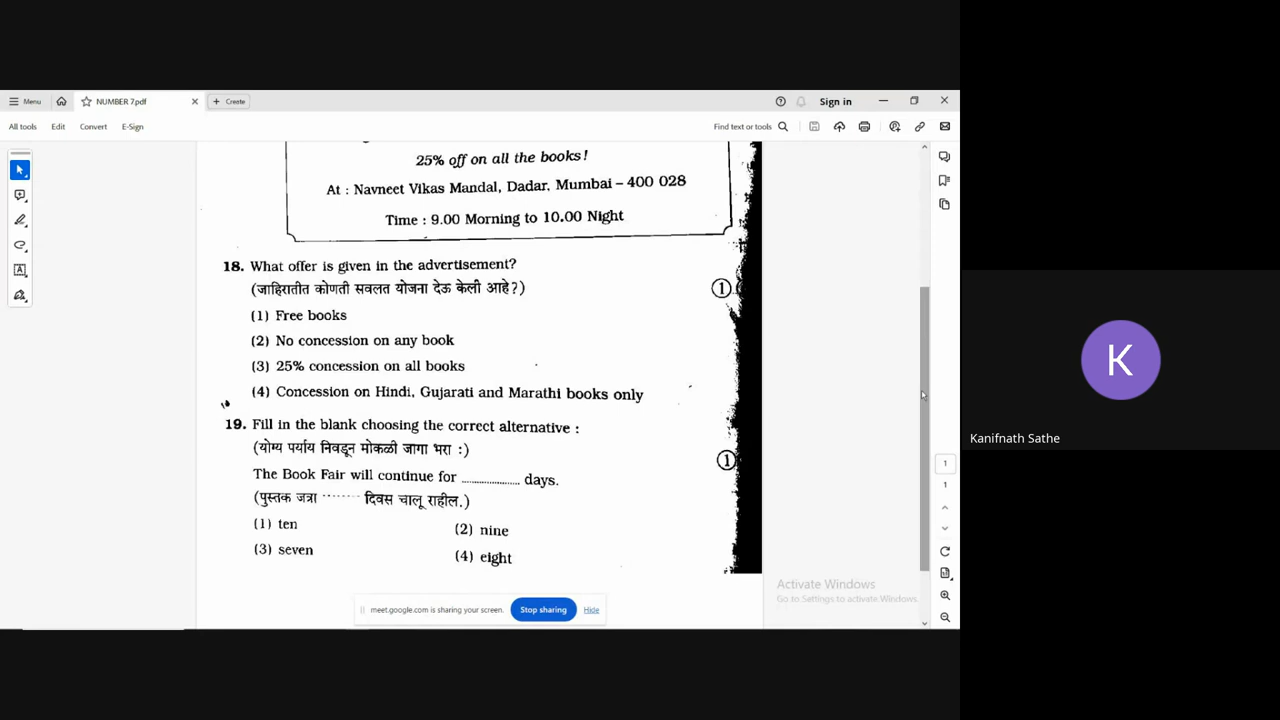 Menu
NUMBER 7.pdf
Create
Sign in
All tools
Edit
Convert
E-Sign
Find text or tools
25% off on all the books!
At : Navneet Vikas Mandal, Dadar, Mumbai – 400 028
Time : 9.00 Morning to 10.00 Night
18. What offer is given in the advertisement?
(जाहिरातीत कोणती सवलत योजना देऊ केली आहे?)
1
(1) Free books
(2) No concession on any book
(3) 25% concession on all books
(4) Concession on Hindi, Gujarati and Marathi books only
19. Fill in the blank choosing the correct alternative :
(योग्य पर्याय निवडून मोकळी जागा भरा :)
1
The Book Fair will continue for .................... days.
(पुस्तक जत्रा ........ दिवस चालू राहील.)
(1) ten
(2) nine
(3) seven
(4) eight
1
1
Activate Windows
Go to Settings to activate Windows.
meet.google.com is sharing your screen.
Stop sharing
Hide
K
Kanifnath Sathe